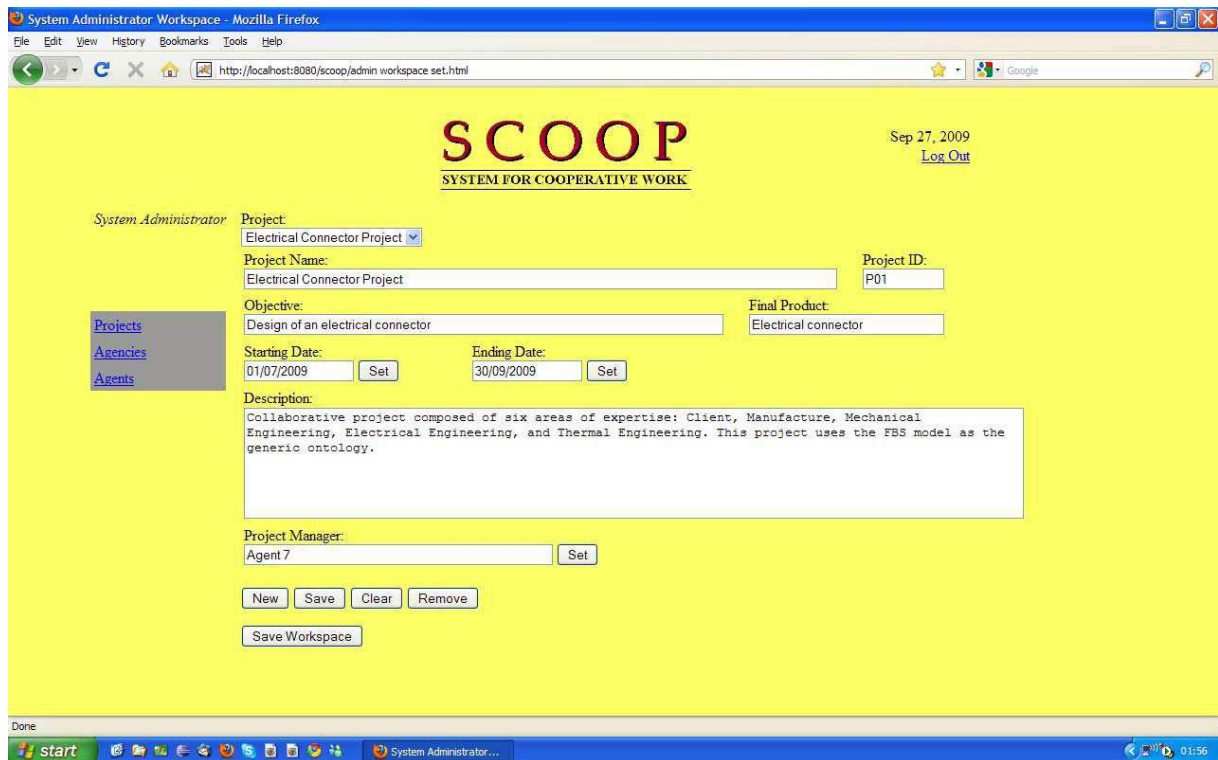 System Administrator Workspace - Mozilla Firefox
File Edit View History Bookmarks Tools Help
http://localhost:8080/scoop/admin workspace set.html
Google
SCOOP
SYSTEM FOR COOPERATIVE WORK
Sep 27, 2009
Log Out
System Administrator
Project:
Electrical Connector Project
Project Name:
Project ID:
Electrical Connector Project
P01
Objective:
Final Product:
Design of an electrical connector
Electrical connector
Projects
Agencies
Agents
Starting Date:
Ending Date:
01/07/2009
Set
30/09/2009
Set
Description:
Collaborative project composed of six areas of expertise: Client, Manufacture, Mechanical
Engineering, Electrical Engineering, and Thermal Engineering. This project uses the FBS model as the
generic ontology.
Project Manager:
Agent 7
Set
New Save Clear Remove
Save Workspace
Done
start
System Administrator...
01:56